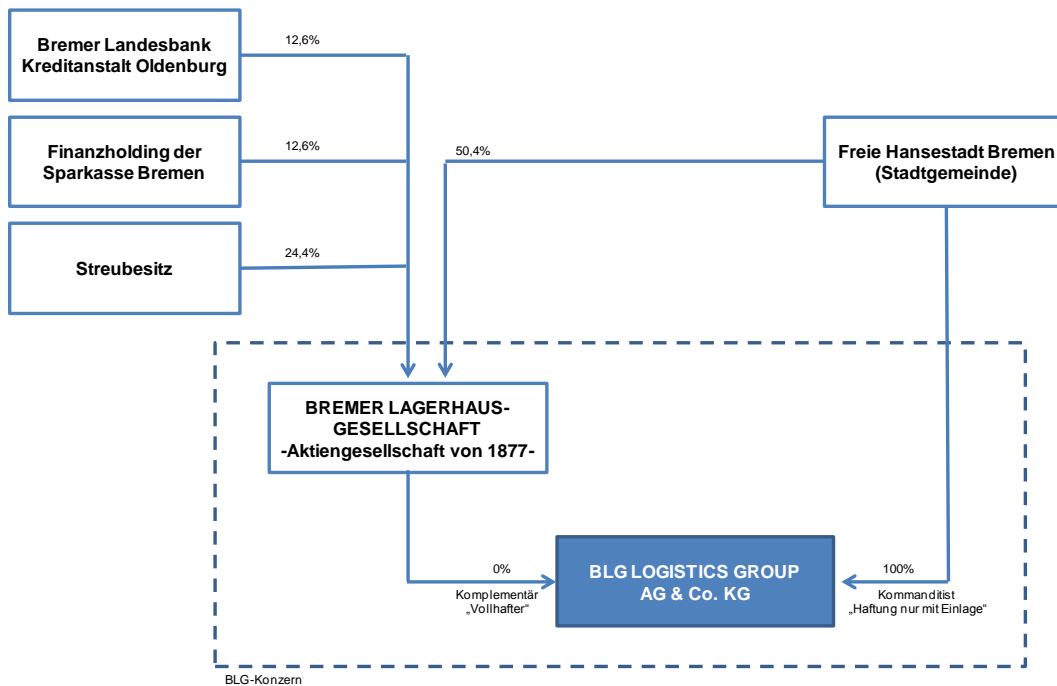 Bremer Landesbank
Kreditanstalt Oldenburg
12,6%
Finanzholding der
Sparkasse Bremen
12,6%
50,4%
Freie Hansestadt Bremen
(Stadtgemeinde)
Streubesitz
24,4%
BREMER LAGERHAUS-
GESELLSCHAFT
-Aktiengesellschaft von 1877-
0%
Komplementär
„Vollhafter“
BLG LOGISTICS GROUP
AG & Co. KG
100%
Kommanditist
„Haftung nur mit Einlage“
BLG-Konzern